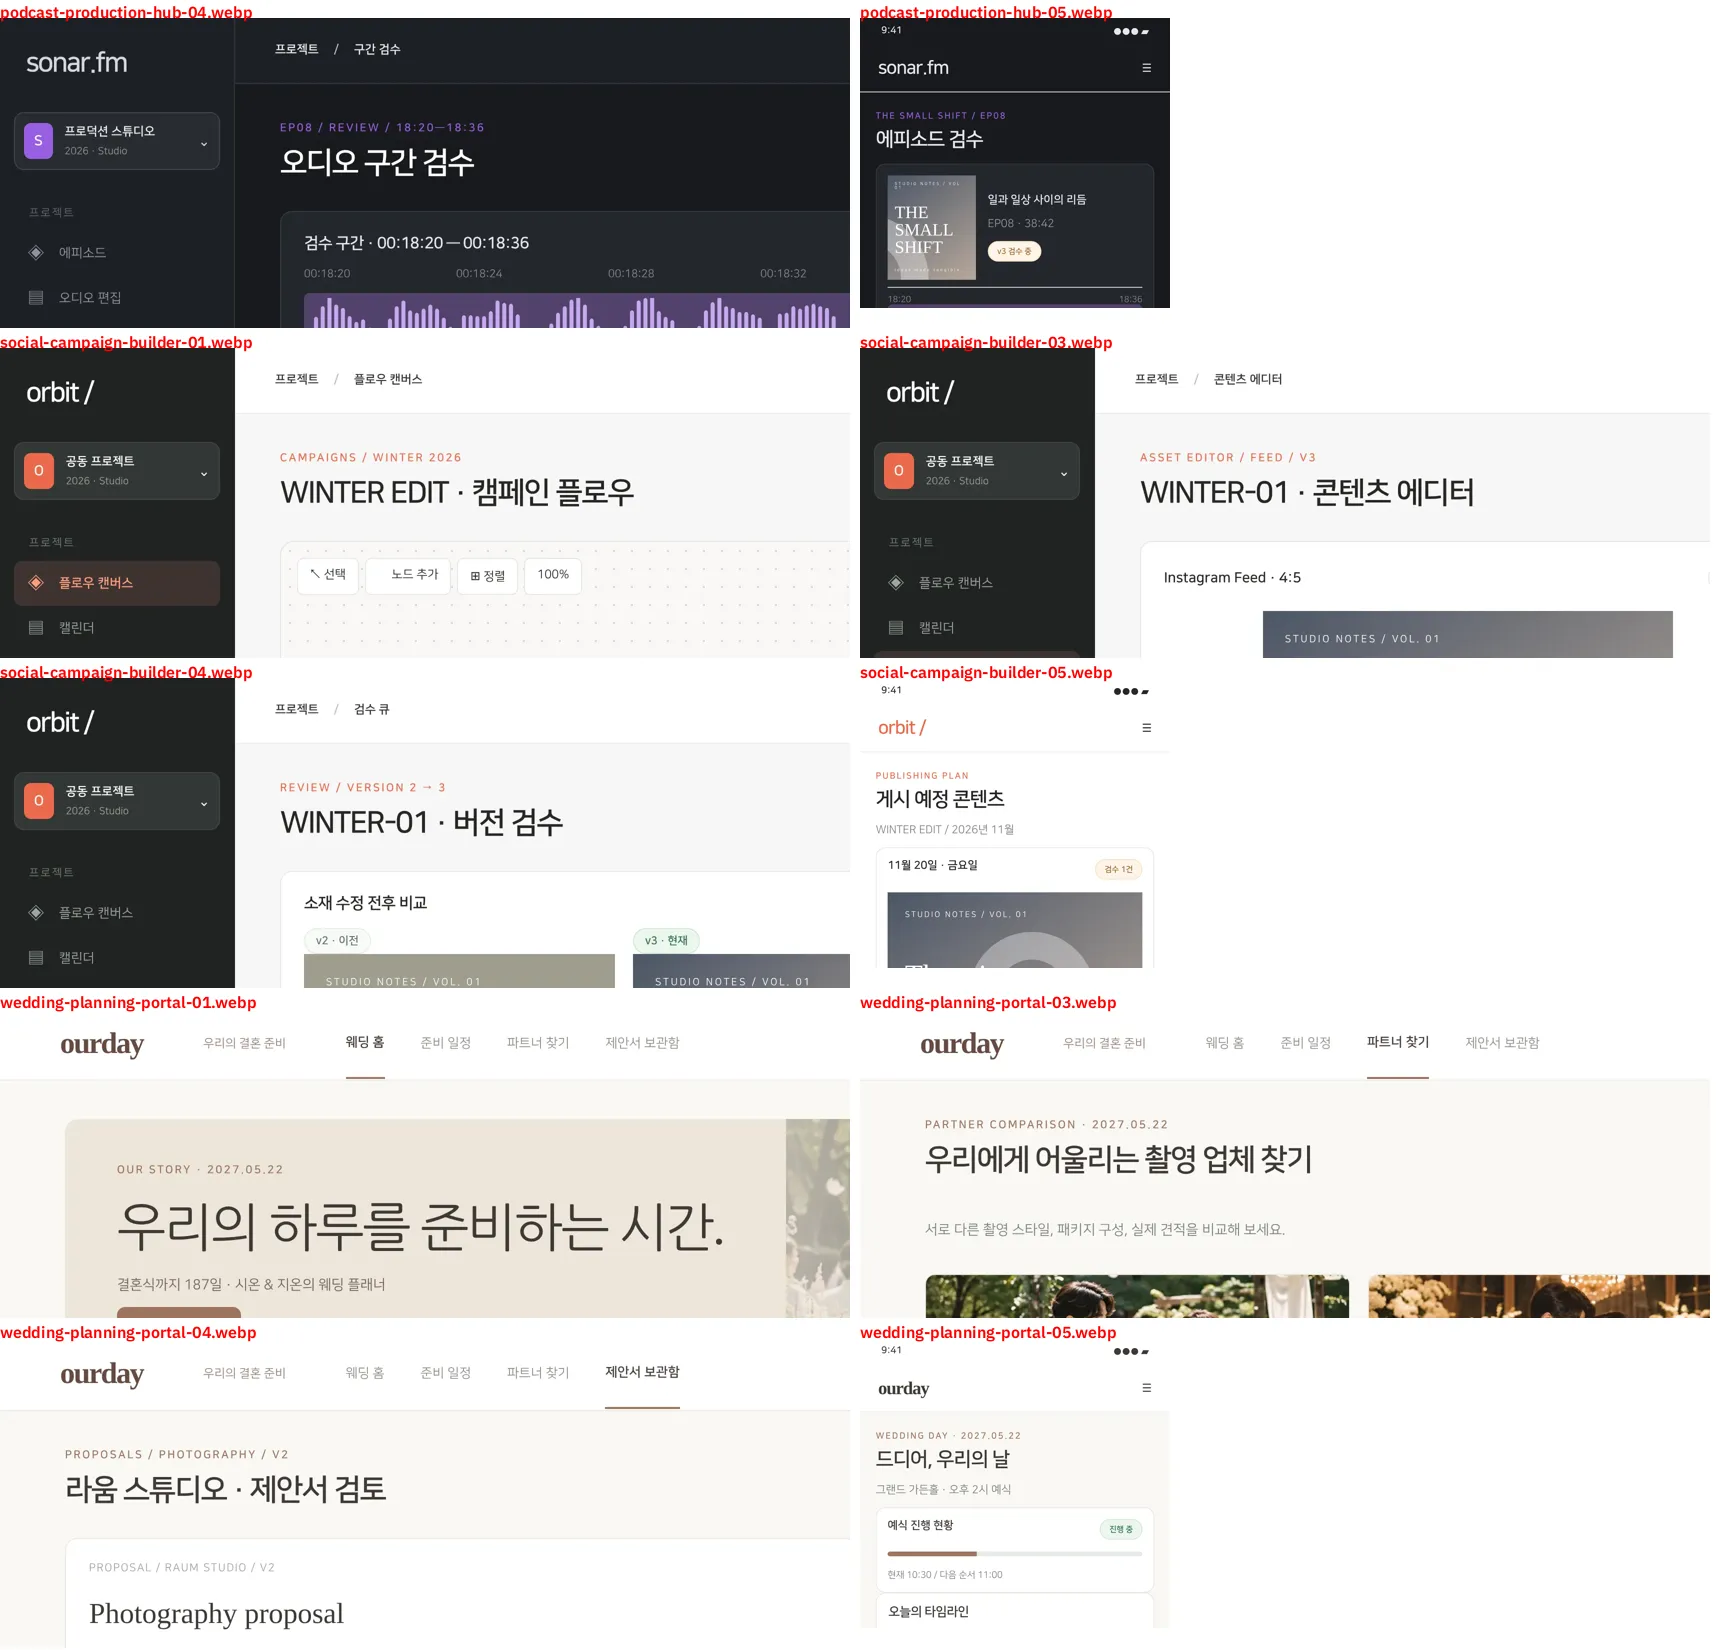 podcast-production-hub-04.webp
sonar.fm
프로젝트 / 구간 검수
S
프로덕션 스튜디오
2026 · Studio
프로젝트
에피소드
오디오 편집
EP08 / REVIEW / 18:20—18:36
오디오 구간 검수
검수 구간 · 00:18:20 — 00:18:36
00:18:20 00:18:24 00:18:28 00:18:32
podcast-production-hub-05.webp
9:41
sonar.fm
THE SMALL SHIFT / EP08
에피소드 검수
STUDIO NOTES / VOL. 01
THE
SMALL
SHIFT
일과 일상 사이의 리듬
EP08 · 38:42
v3 검수 중
18:20 18:36
social-campaign-builder-01.webp
orbit /
프로젝트 / 플로우 캔버스
O
공동 프로젝트
2026 · Studio
프로젝트
플로우 캔버스
캘린더
CAMPAIGNS / WINTER 2026
WINTER EDIT · 캠페인 플로우
↖ 선택 노드 추가 ⊞ 정렬 100%
social-campaign-builder-03.webp
orbit /
프로젝트 / 콘텐츠 에디터
O
공동 프로젝트
2026 · Studio
프로젝트
플로우 캔버스
캘린더
ASSET EDITOR / FEED / V3
WINTER-01 · 콘텐츠 에디터
Instagram Feed · 4:5
STUDIO NOTES / VOL. 01
social-campaign-builder-04.webp
orbit /
프로젝트 / 검수 큐
O
공동 프로젝트
2026 · Studio
프로젝트
플로우 캔버스
캘린더
REVIEW / VERSION 2 → 3
WINTER-01 · 버전 검수
소재 수정 전후 비교
v2 · 이전 v3 · 현재
STUDIO NOTES / VOL. 01 STUDIO NOTES / VOL. 01
social-campaign-builder-05.webp
9:41
orbit /
PUBLISHING PLAN
게시 예정 콘텐츠
WINTER EDIT / 2026년 11월
11월 20일 · 금요일
검수 1건
STUDIO NOTES / VOL. 01
wedding-planning-portal-01.webp
ourday 우리의 결혼 준비 웨딩 홈 준비 일정 파트너 찾기 제안서 보관함
OUR STORY · 2027.05.22
우리의 하루를 준비하는 시간.
결혼식까지 187일 · 시온 & 지온의 웨딩 플래너
wedding-planning-portal-03.webp
ourday 우리의 결혼 준비 웨딩 홈 준비 일정 파트너 찾기 제안서 보관함
PARTNER COMPARISON · 2027.05.22
우리에게 어울리는 촬영 업체 찾기
서로 다른 촬영 스타일, 패키지 구성, 실제 견적을 비교해 보세요.
wedding-planning-portal-04.webp
ourday 우리의 결혼 준비 웨딩 홈 준비 일정 파트너 찾기 제안서 보관함
PROPOSALS / PHOTOGRAPHY / V2
라움 스튜디오 · 제안서 검토
PROPOSAL / RAUM STUDIO / V2
Photography proposal
wedding-planning-portal-05.webp
9:41
ourday
WEDDING DAY · 2027.05.22
드디어, 우리의 날
그랜드 가든홀 · 오후 2시 예식
예식 진행 현황
진행 중
현재 10:30 / 다음 순서 11:00
오늘의 타임라인